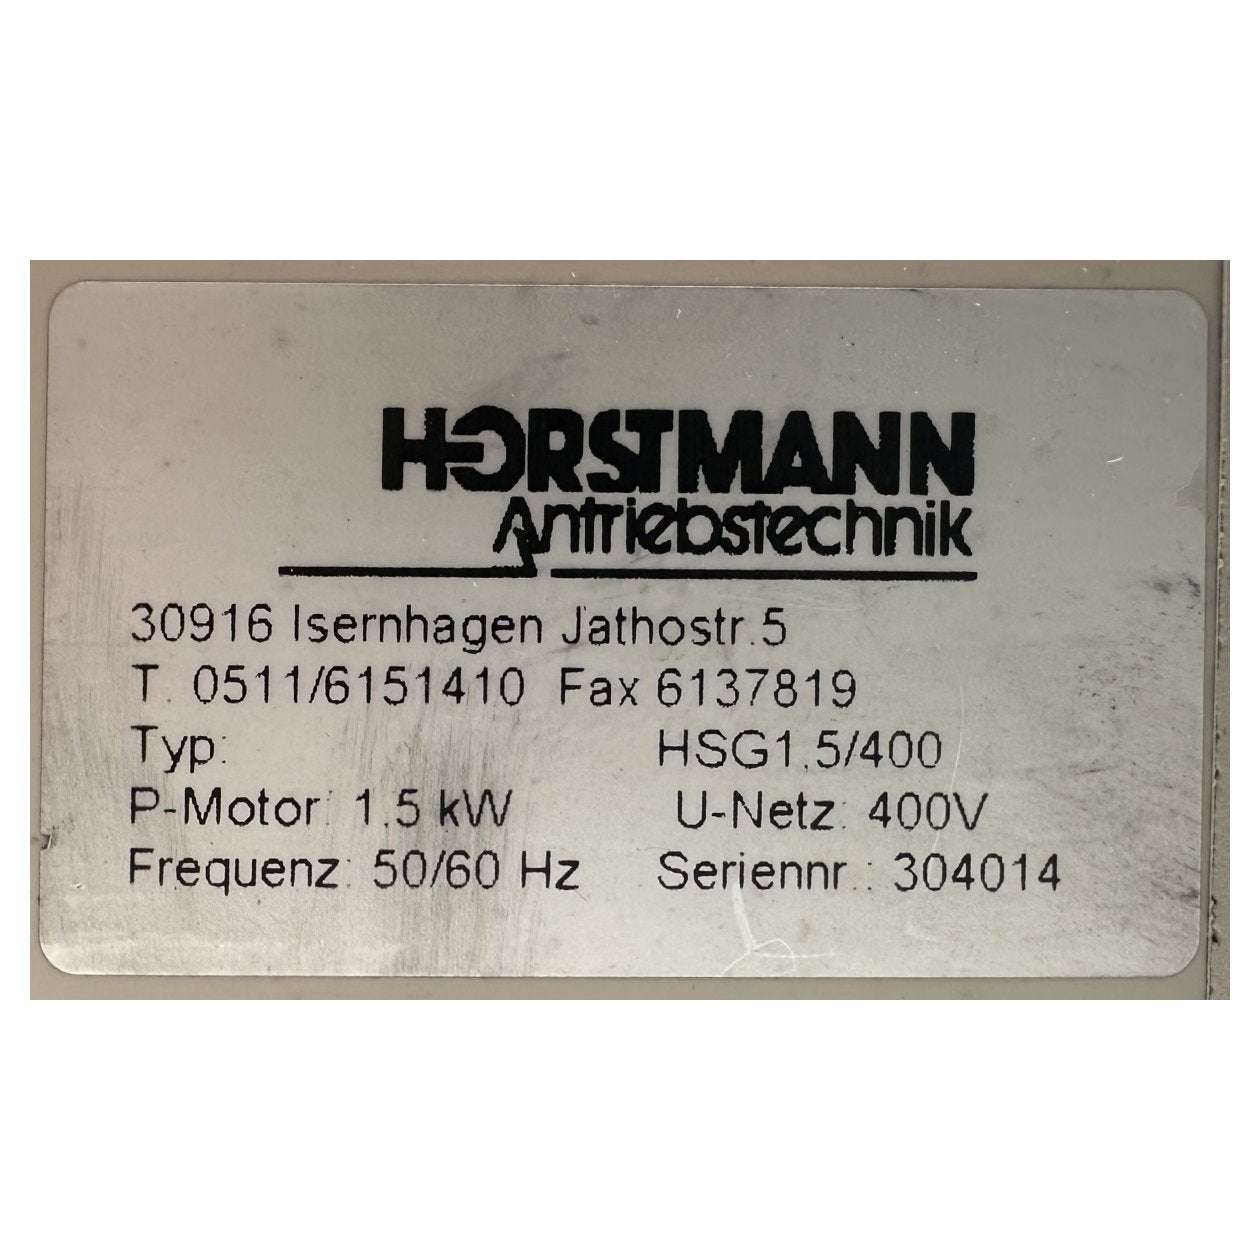 HORSTMANN
Antriebstechnik
30916 Isernhagen Jathostr.5
T. 0511/6151410 Fax 6137819
Typ: HSG1.5/400
P-Motor: 1.5 kW U-Netz: 400V
Frequenz: 50/60 Hz Seriennr.: 304014